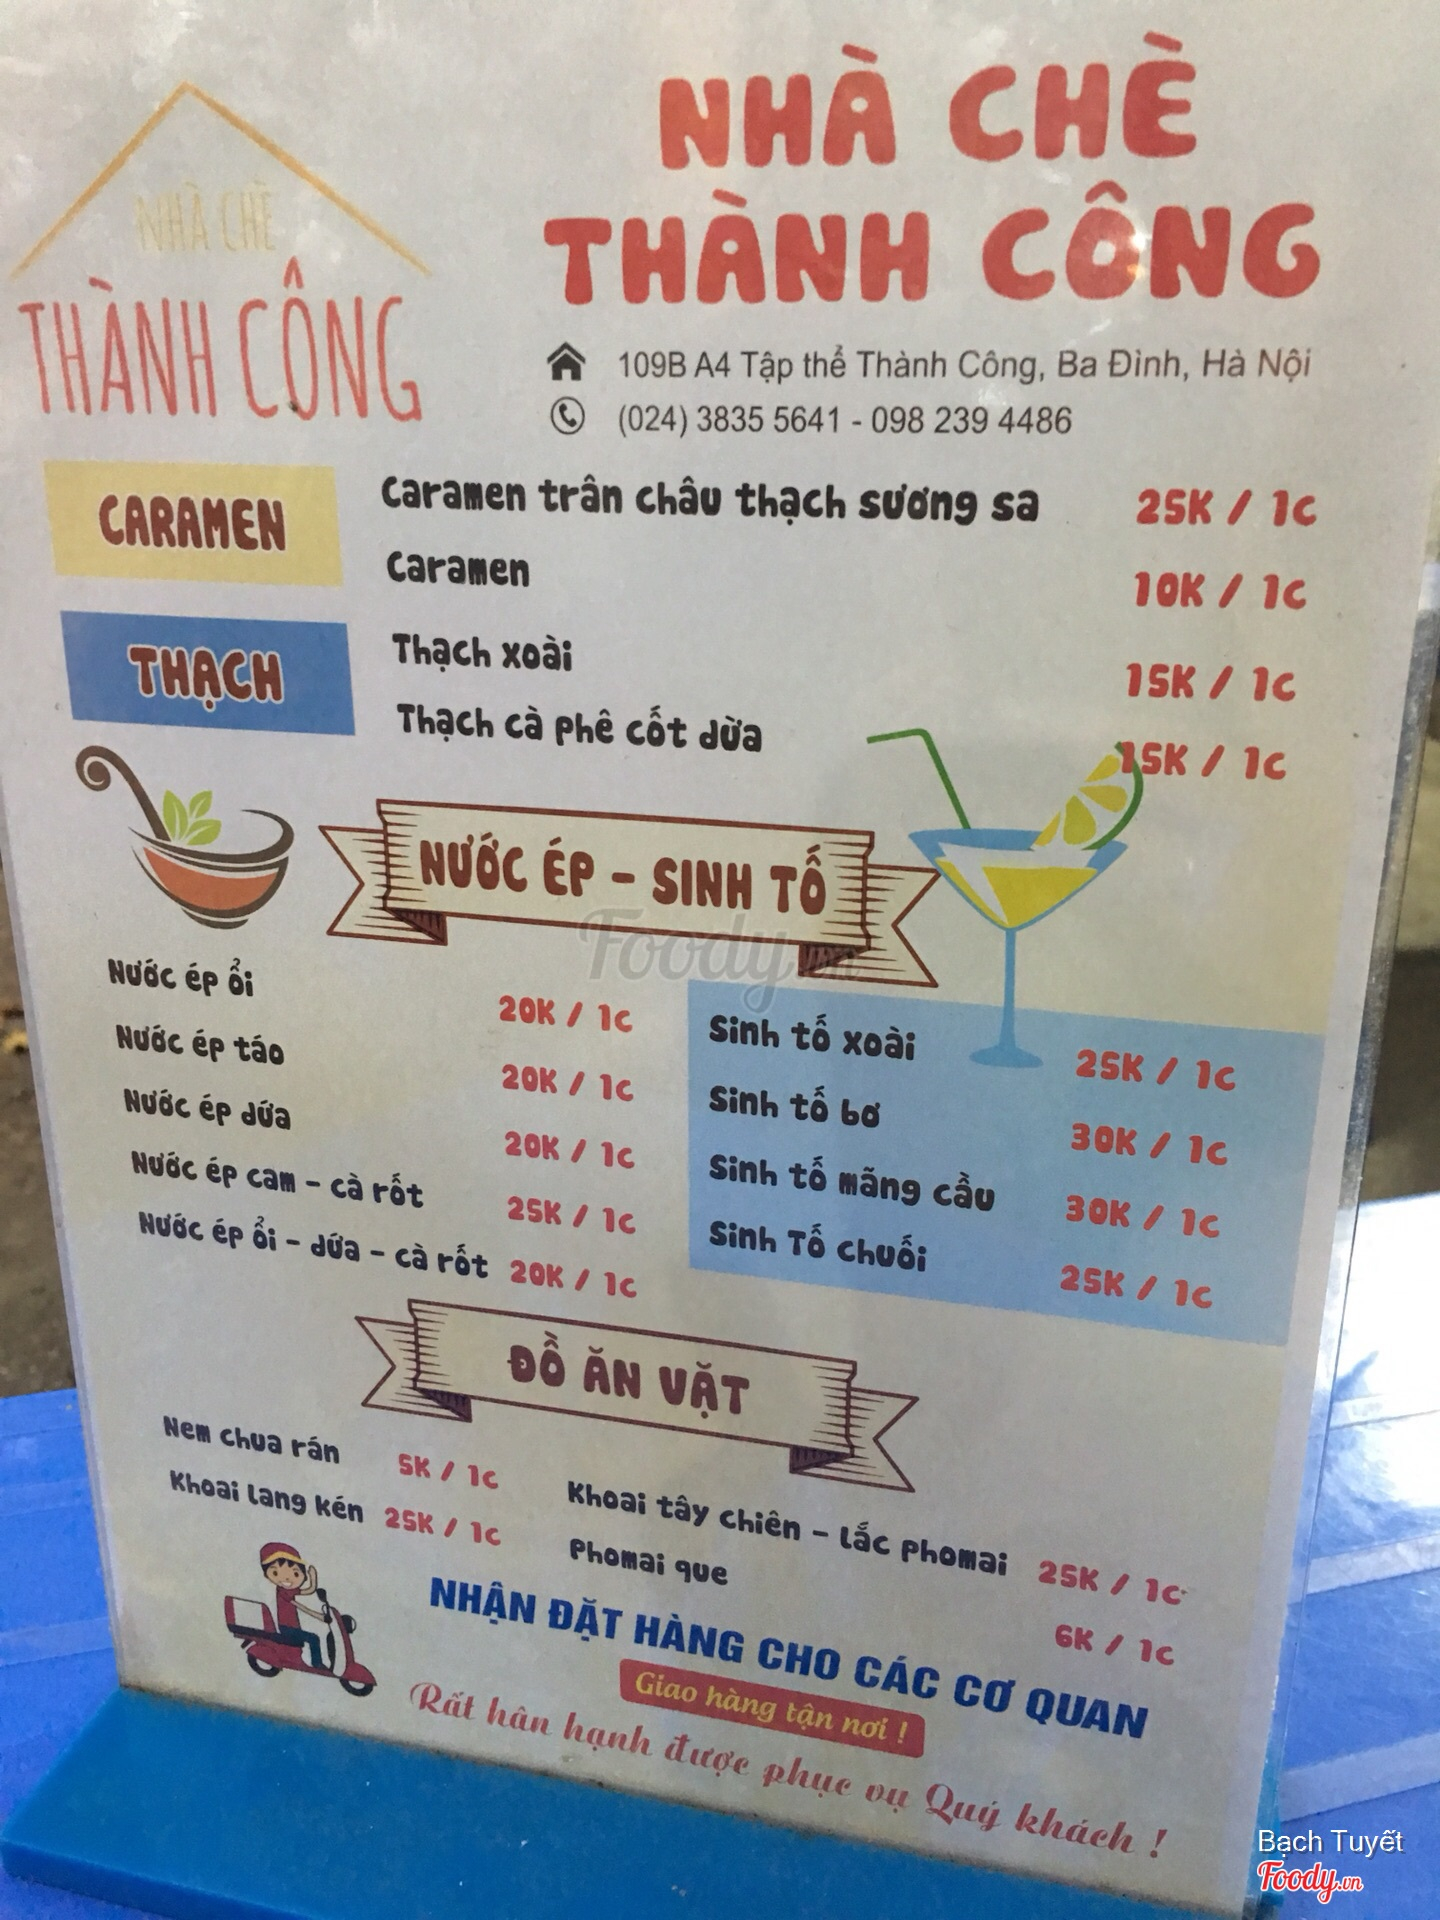 NHÀ CHÈ
THÀNH CÔNG
NHÀ CHÈ
THÀNH CÔNG
109B A4 Tập thể Thành Công, Ba Đình, Hà Nội
(024) 3835 5641 - 098 239 4486
CARAMEN
Caramen trân châu thạch sương sa 25K / 1C
Caramen 10K / 1C
THẠCH
Thạch xoài 15K / 1C
Thạch cà phê cốt dừa 15K / 1C
NƯỚC ÉP - SINH TỐ
Nước ép ổi 20K / 1C
Nước ép táo 20K / 1C
Nước ép dứa 20K / 1C
Nước ép cam - cà rốt 25K / 1C
Nước ép ổi - dứa - cà rốt 20K / 1C
Sinh tố xoài 25K / 1C
Sinh tố bơ 30K / 1C
Sinh tố mãng cầu 30K / 1C
Sinh Tố chuối 25K / 1C
ĐỒ ĂN VẶT
Nem chua rán 5K / 1C
Khoai lang kén 25K / 1C
Khoai tây chiên - lắc phomai 25K / 1C
Phomai que 6K / 1C
NHẬN ĐẶT HÀNG CHO CÁC CƠ QUAN
Giao hàng tận nơi !
Rất hân hạnh được phục vụ Quý khách !
Foody.vn
Bạch Tuyết
Foody.vn